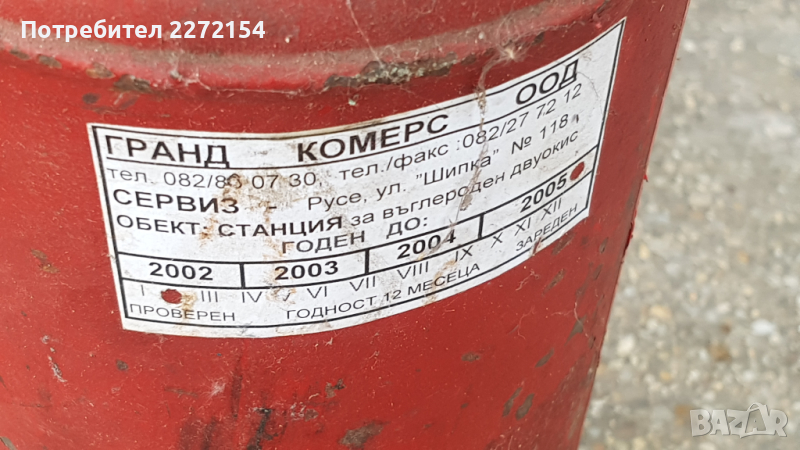 Потребител 2272154
ГРАНД - КОМЕРС ООД
тел. 082/86 07 30, тел./факс :082/27 72 12
СЕРВИЗ - Русе, ул. "Шипка" № 118
ОБЕКТ: СТАНЦИЯ за въглероден двуокис
ГОДЕН ДО:
2002 2003 2004 2005
I III IV V VI VII VIII IX X XI XII
ПРОВЕРЕН ГОДНОСТ 12 МЕСЕЦА ЗАРЕДЕН
BAZAR